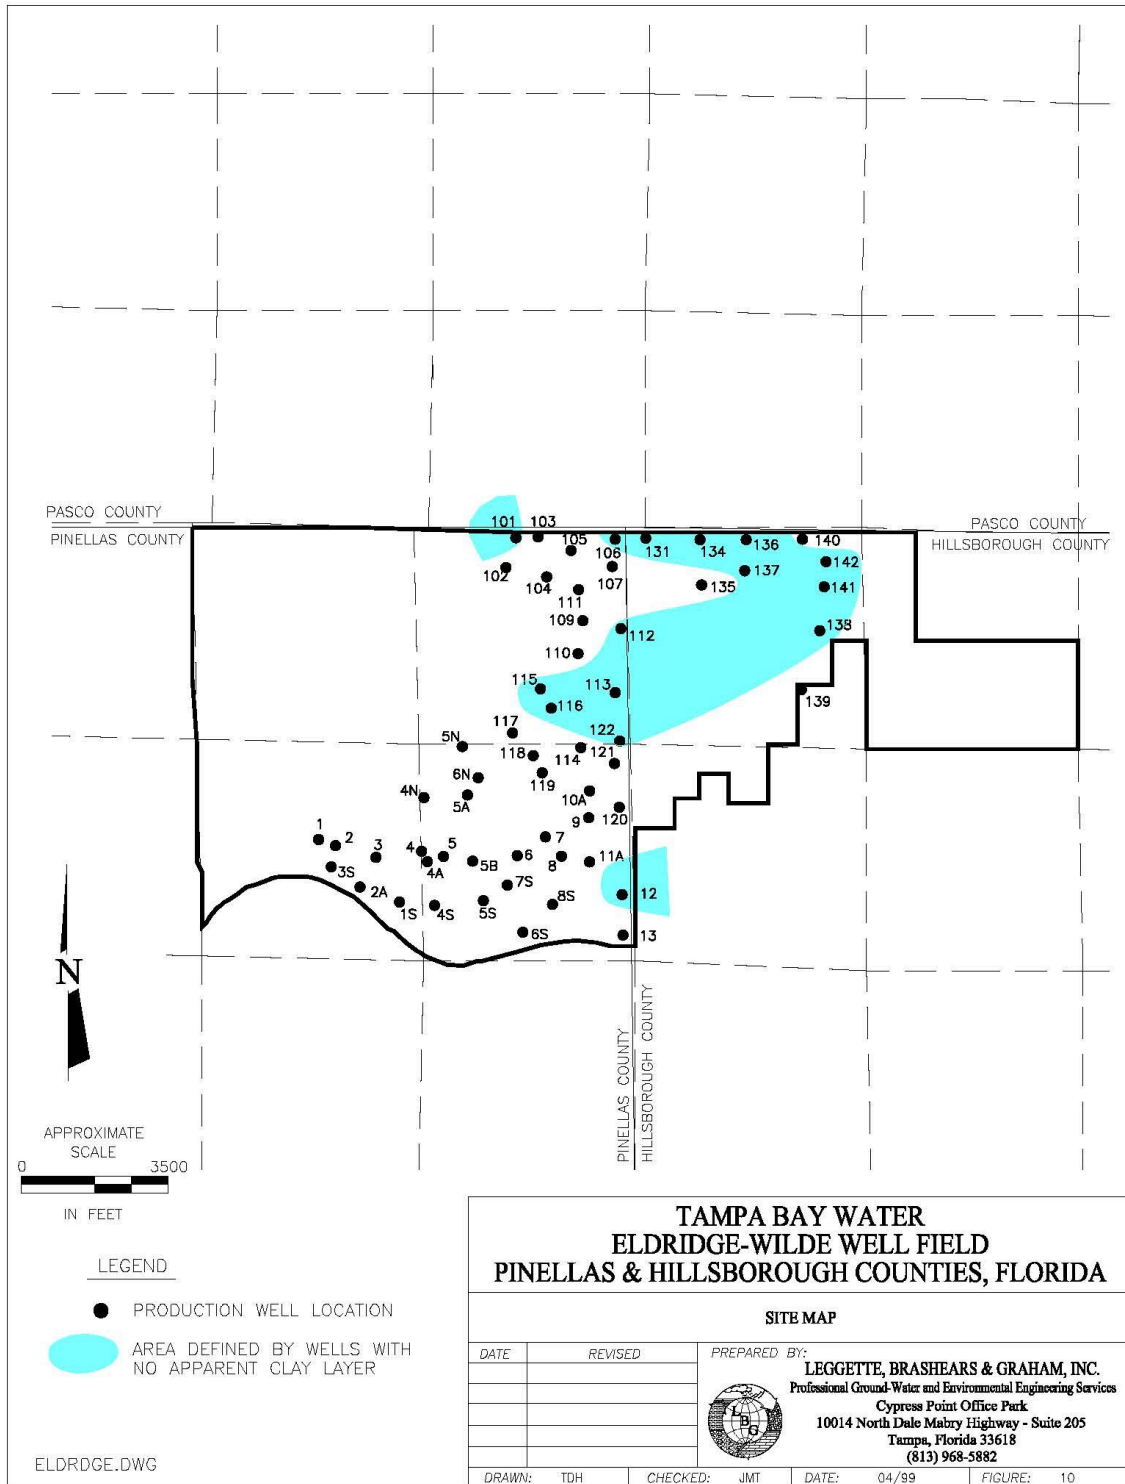 PASCO COUNTY
PINELLAS COUNTY
PASCO COUNTY
HILLSBOROUGH COUNTY
101
103
105
106
131
134
136
140
102
104
111
107
135
137
142
141
109
112
138
110
115
113
116
139
117
122
5N
118
114
121
6N
119
4N
5A
10A
9
120
1
2
3
4
5
7
6
8
11A
4A
5B
3S
2A
7S
12
1S
4S
5S
8S
6S
13
N
PINELLAS COUNTY
HILLSBOROUGH COUNTY
APPROXIMATE
SCALE
0 3500
IN FEET
LEGEND
PRODUCTION WELL LOCATION
AREA DEFINED BY WELLS WITH
NO APPARENT CLAY LAYER
ELDRDGE.DWG
TAMPA BAY WATER
ELDRIDGE-WILDE WELL FIELD
PINELLAS & HILLSBOROUGH COUNTIES, FLORIDA
SITE MAP
DATE REVISED
PREPARED BY:
LEGGETTE, BRASHEARS & GRAHAM, INC.
Professional Ground-Water and Environmental Engineering Services
Cypress Point Office Park
10014 North Dale Mabry Highway - Suite 205
Tampa, Florida 33618
(813) 968-5882
LBG
DRAWN: TDH CHECKED: JMT DATE: 04/99 FIGURE: 10